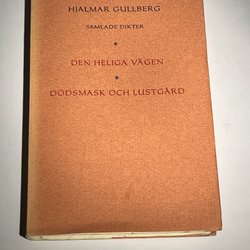 HJALMAR GULLBERG
SAMLADE DIKTER
*
DEN HELIGA VÄGEN
*
DÖDSMASK OCH LUSTGÅRD